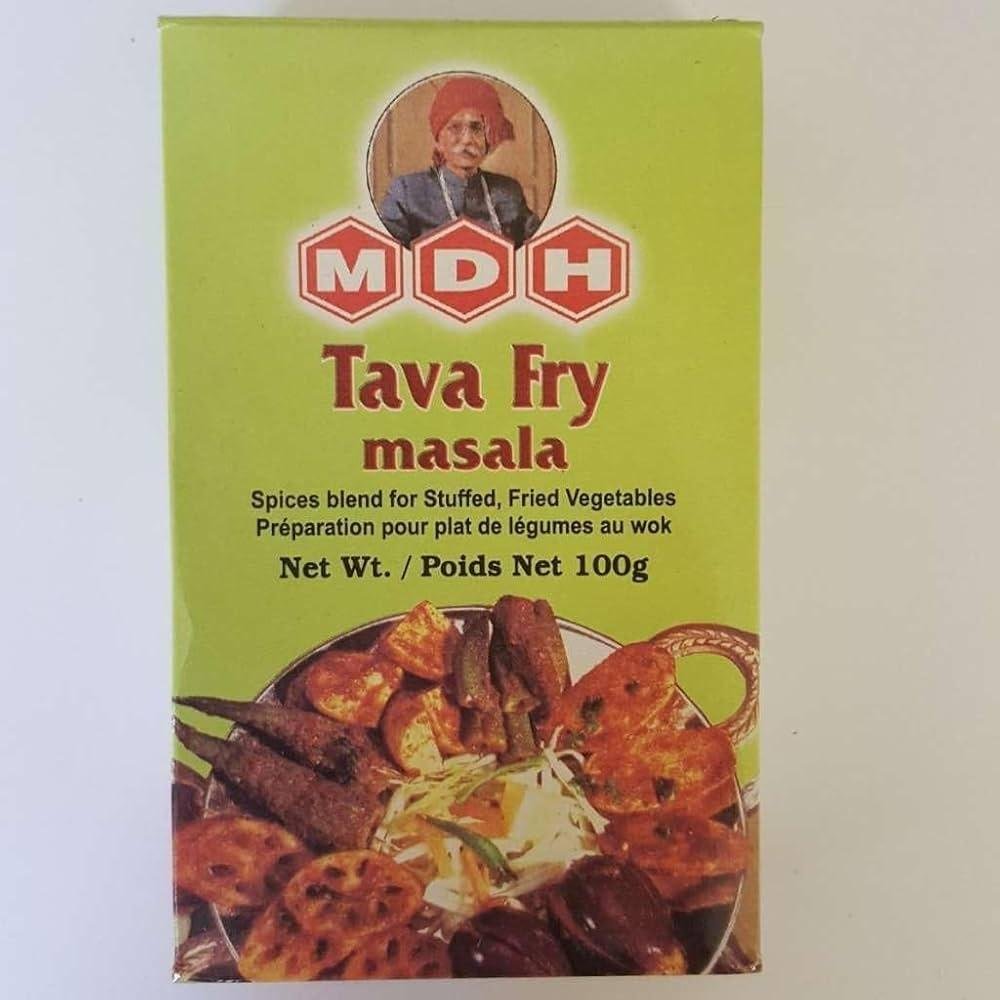 MDH
Tava Fry
masala
Spices blend for Stuffed, Fried Vegetables
Préparation pour plat de légumes au wok
Net Wt. / Poids Net 100g